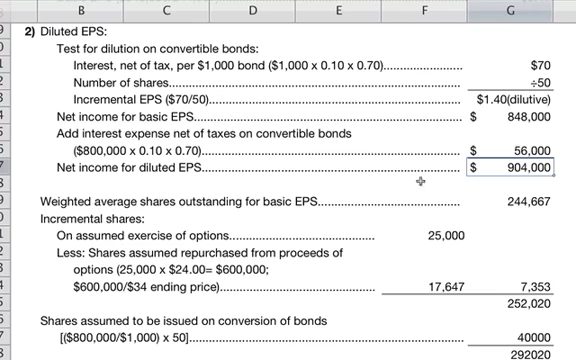 B C D E F G
2) Diluted EPS:
Test for dilution on convertible bonds:
Interest, net of tax, per $1,000 bond ($1,000 x 0.10 x 0.70)................. $70
Number of shares................. ÷50
Incremental EPS ($70/50)................. $1.40(dilutive)
Net income for basic EPS................. $ 848,000
Add interest expense net of taxes on convertible bonds
($800,000 x 0.10 x 0.70)................. $ 56,000
Net income for diluted EPS................. $ 904,000
Weighted average shares outstanding for basic EPS................. 244,667
Incremental shares:
On assumed exercise of options................. 25,000
Less: Shares assumed repurchased from proceeds of
options (25,000 x $24.00= $600,000;
$600,000/$34 ending price)................. 17,647 7,353
252,020
Shares assumed to be issued on conversion of bonds
[($800,000/$1,000) x 50]................. 40000
292020